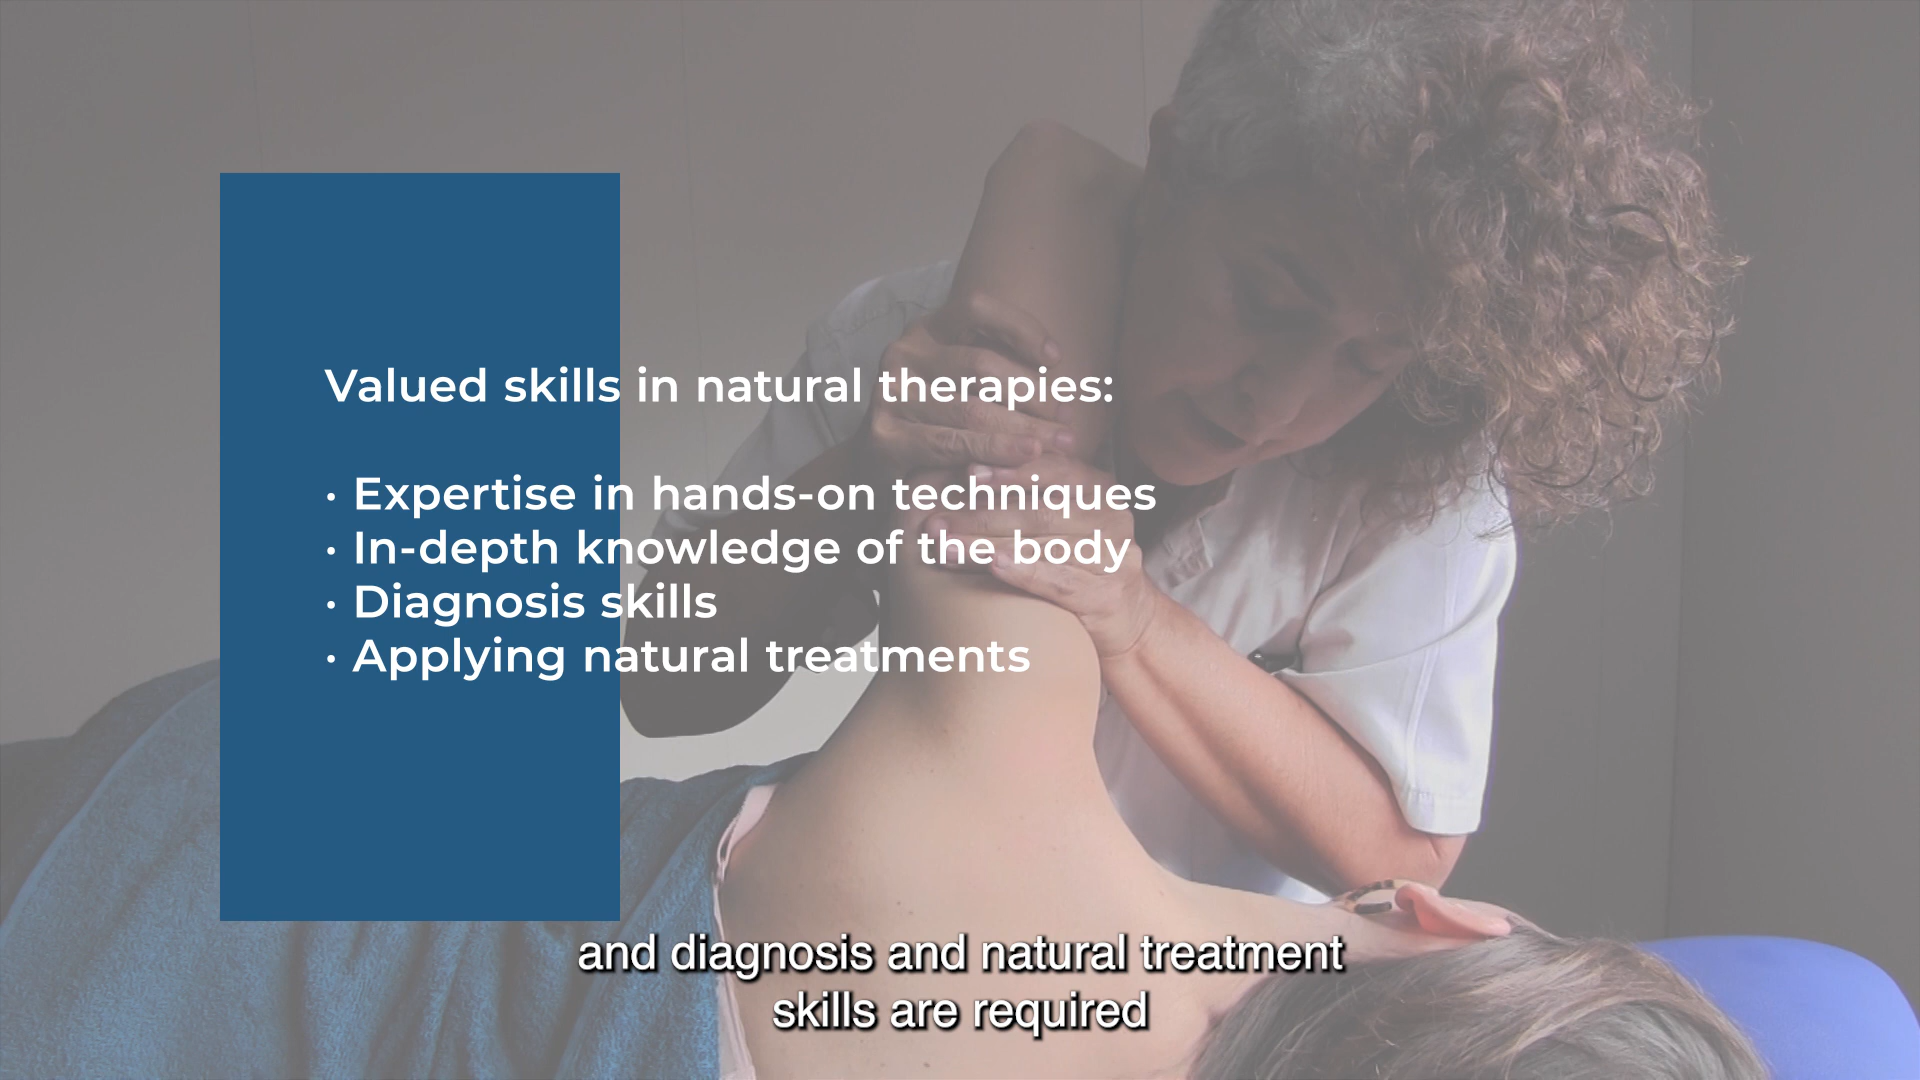 Valued skills in natural therapies:
· Expertise in hands-on techniques
· In-depth knowledge of the body
· Diagnosis skills
· Applying natural treatments
and diagnosis and natural treatment
skills are required